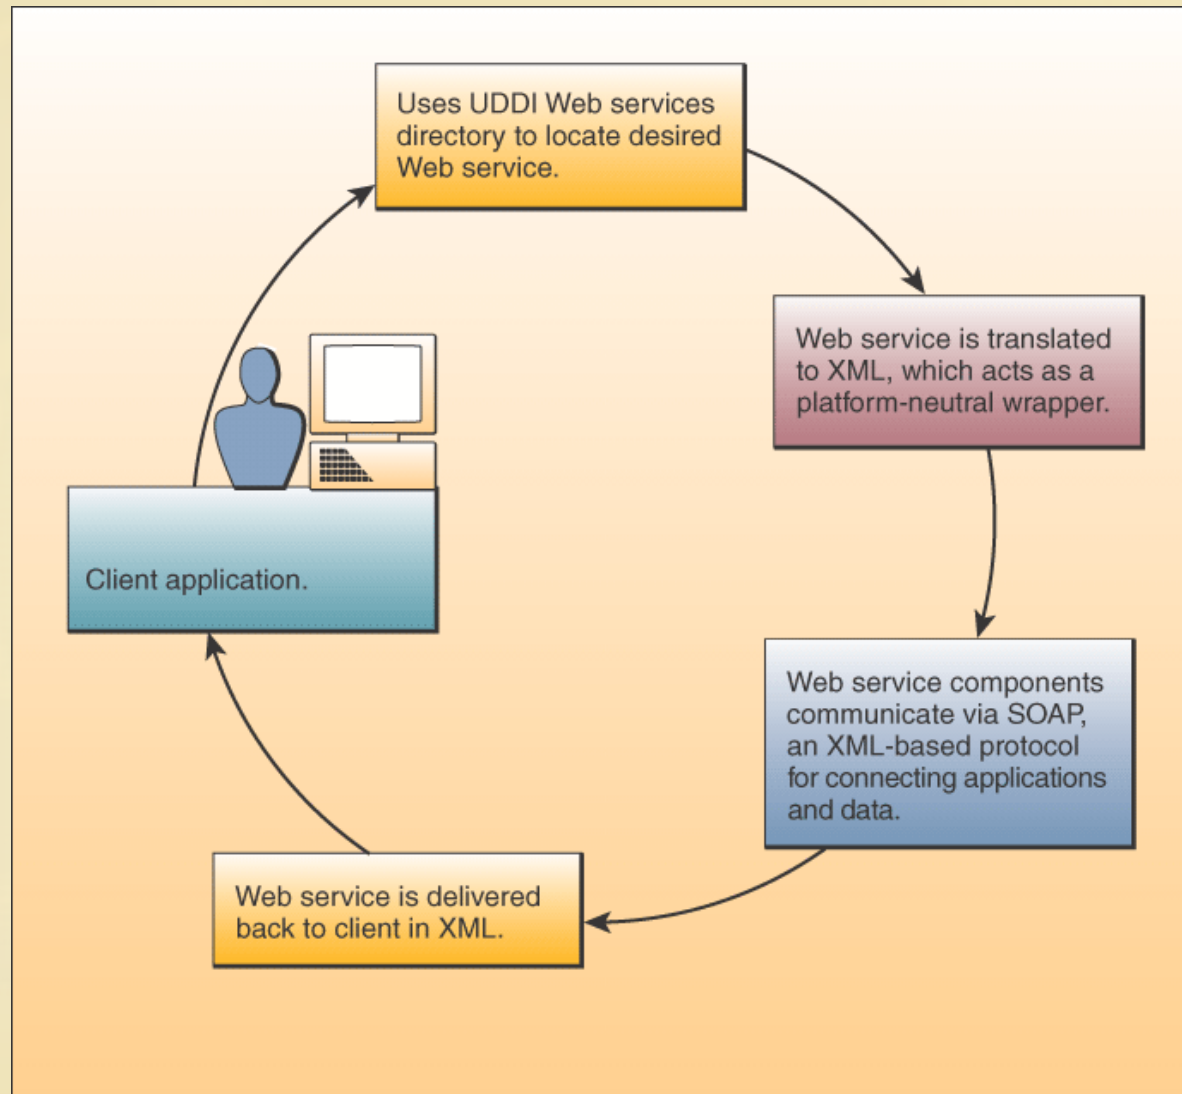 Uses UDDI Web services
directory to locate desired
Web service.
Web service is translated
to XML, which acts as a
platform-neutral wrapper.
Client application.
Web service components
communicate via SOAP,
an XML-based protocol
for connecting applications
and data.
Web service is delivered
back to client in XML.